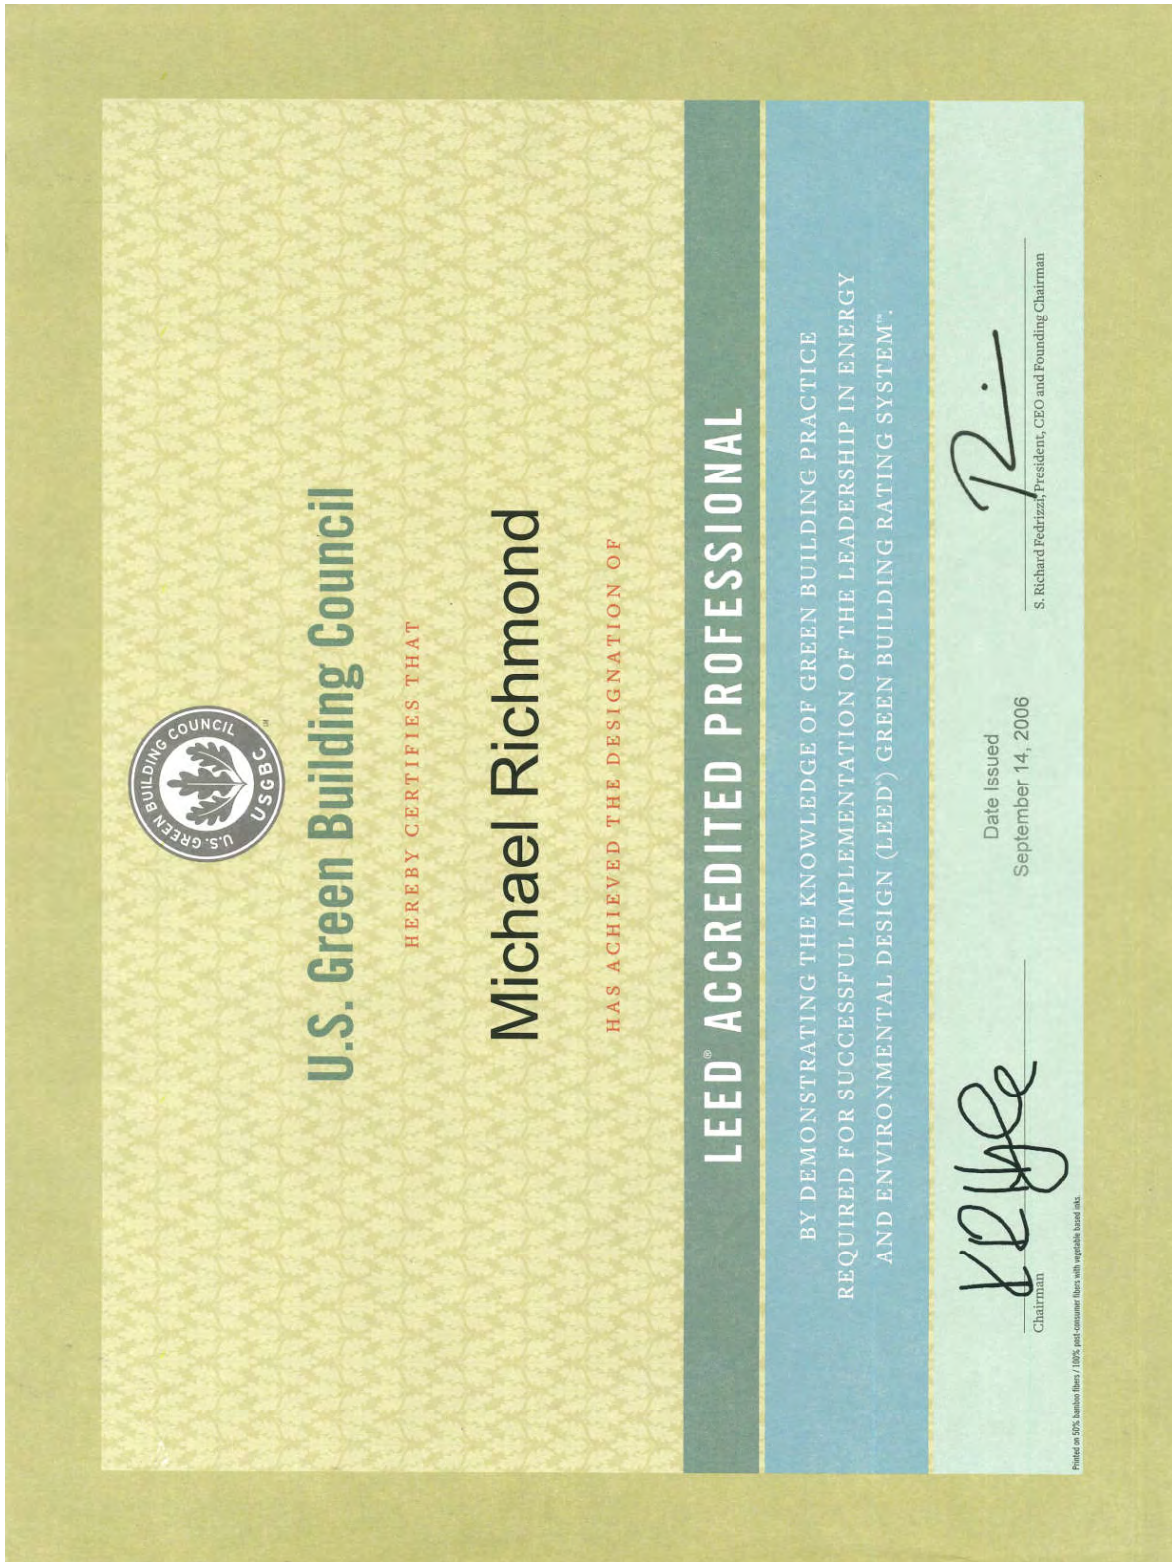 U.S. GREEN BUILDING COUNCIL
USGBC
U.S. Green Building Council
HEREBY CERTIFIES THAT
Michael Richmond
HAS ACHIEVED THE DESIGNATION OF
LEED® ACCREDITED PROFESSIONAL
BY DEMONSTRATING THE KNOWLEDGE OF GREEN BUILDING PRACTICE
REQUIRED FOR SUCCESSFUL IMPLEMENTATION OF THE LEADERSHIP IN ENERGY
AND ENVIRONMENTAL DESIGN (LEED®) GREEN BUILDING RATING SYSTEM™.
Date Issued
September 14, 2006
Chairman
S. Richard Fedrizzi, President, CEO and Founding Chairman
Printed on 50% bamboo fibers / 100% post-consumer fibers with vegetable based inks.